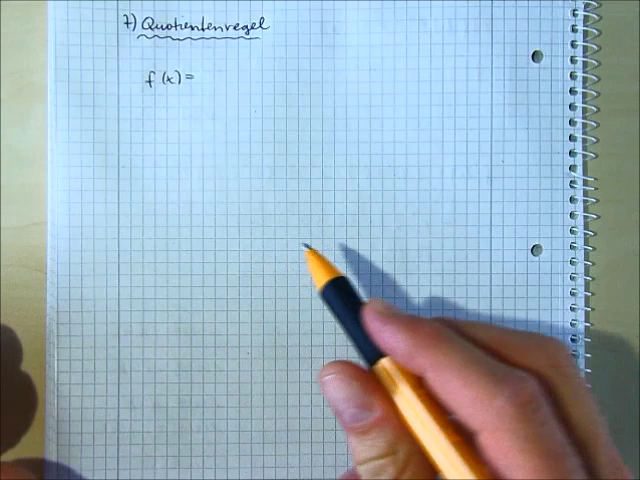 7) Quotientenregel
f(x) =